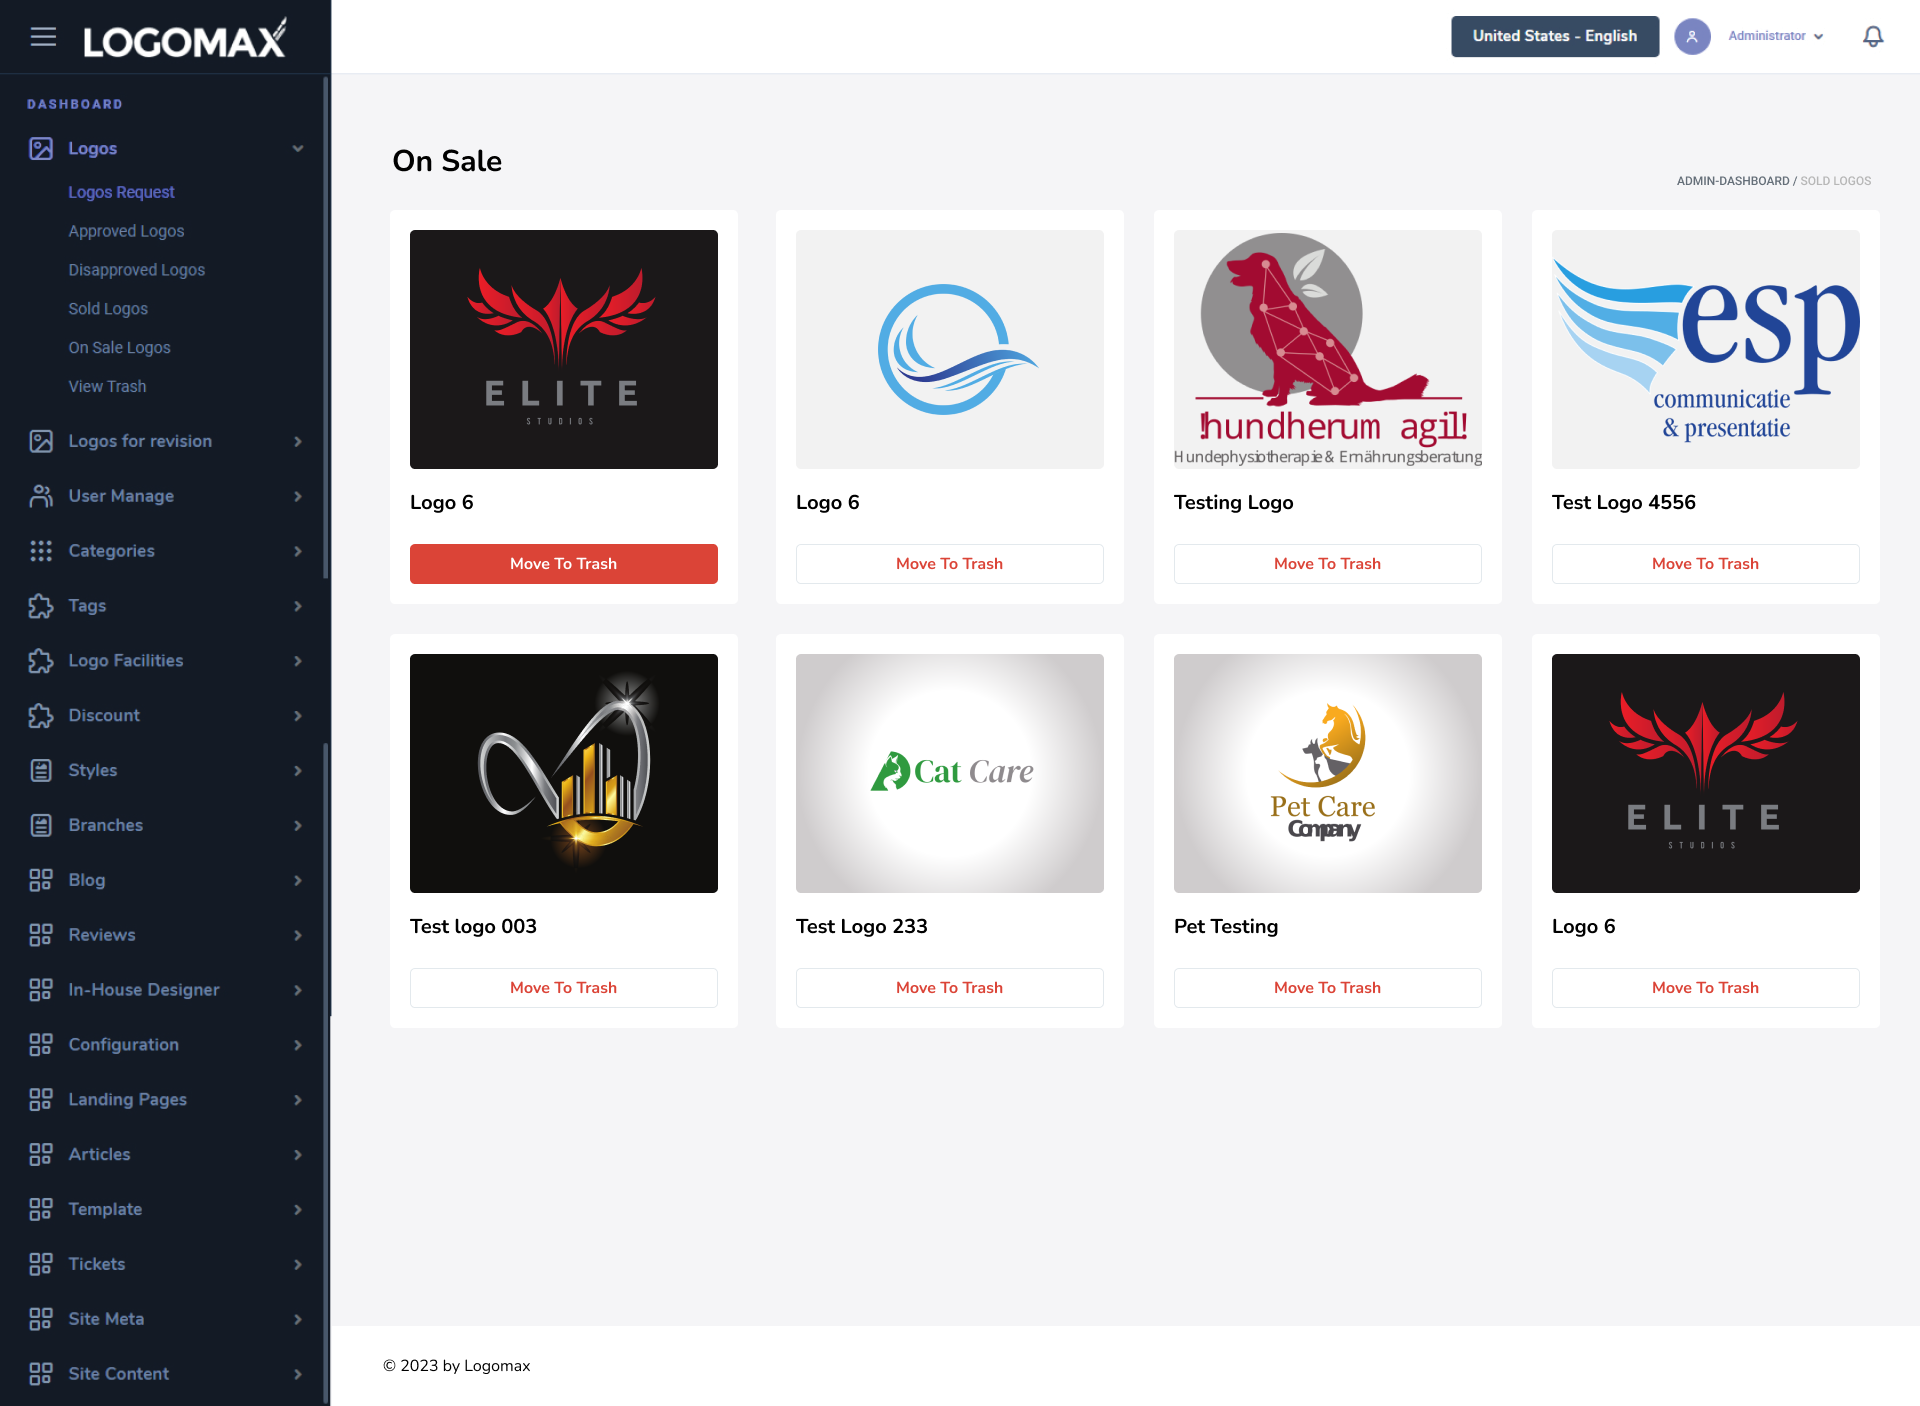 LOGOMAX
United States - English
Administrator
DASHBOARD
Logos
Logos Request
Approved Logos
Disapproved Logos
Sold Logos
On Sale Logos
View Trash
Logos for revision
User Manage
Categories
Tags
Logo Facilities
Discount
Styles
Branches
Blog
Reviews
In-House Designer
Configuration
Landing Pages
Articles
Template
Tickets
Site Meta
Site Content
On Sale
ADMIN-DASHBOARD / SOLD LOGOS
ELITE
STUDIOS
Logo 6
Move To Trash
Logo 6
Move To Trash
!hundherum agil!
Hundephysiotherapie & Ernährungsberatung
Testing Logo
Move To Trash
esp
communicatie
& presentatie
Test Logo 4556
Move To Trash
Test logo 003
Move To Trash
Cat Care
Test Logo 233
Move To Trash
Pet Care
Company
Pet Testing
Move To Trash
ELITE
STUDIOS
Logo 6
Move To Trash
© 2023 by Logomax